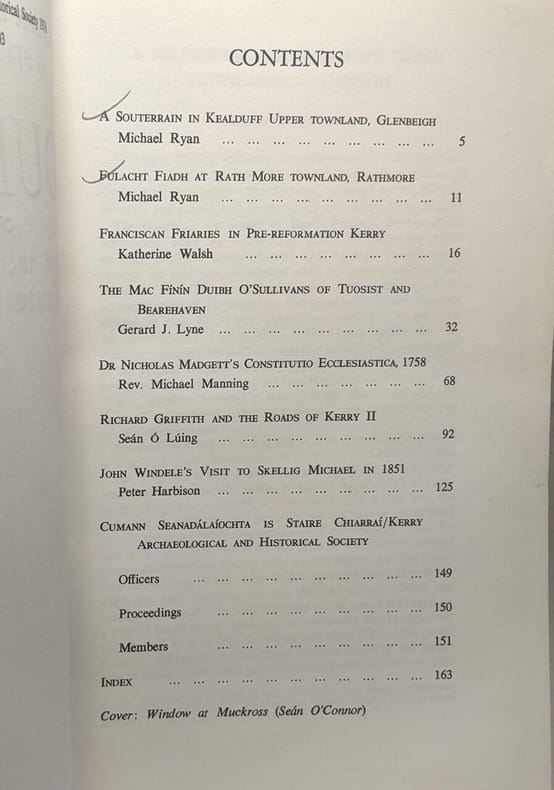 orical Society 1976
CONTENTS
A Souterrain in Kealduff Upper townland, Glenbeigh
Michael Ryan ... ... ... ... ... ... ... ... ... 5
Fulacht Fiadh at Rath More townland, Rathmore
Michael Ryan ... ... ... ... ... ... ... ... ... 11
Franciscan Friaries in Pre-reformation Kerry
Katherine Walsh ... ... ... ... ... ... ... ... 16
The Mac Fínín Duibh O'Sullivans of Tuosist and
Bearehaven
Gerard J. Lyne ... ... ... ... ... ... ... ... ... 32
Dr Nicholas Madgett's Constitutio Ecclesiastica, 1758
Rev. Michael Manning ... ... ... ... ... ... ... 68
Richard Griffith and the Roads of Kerry II
Seán Ó Lúing ... ... ... ... ... ... ... ... ... 92
John Windele's Visit to Skellig Michael in 1851
Peter Harbison ... ... ... ... ... ... ... ... ... 125
Cumann Seanadálaíochta is Staire Chiarraí/Kerry
Archaeological and Historical Society
Officers ... ... ... ... ... ... ... ... ... ... 149
Proceedings ... ... ... ... ... ... ... ... ... 150
Members ... ... ... ... ... ... ... ... ... 151
Index ... ... ... ... ... ... ... ... ... ... ... 163
Cover: Window at Muckross (Seán O'Connor)